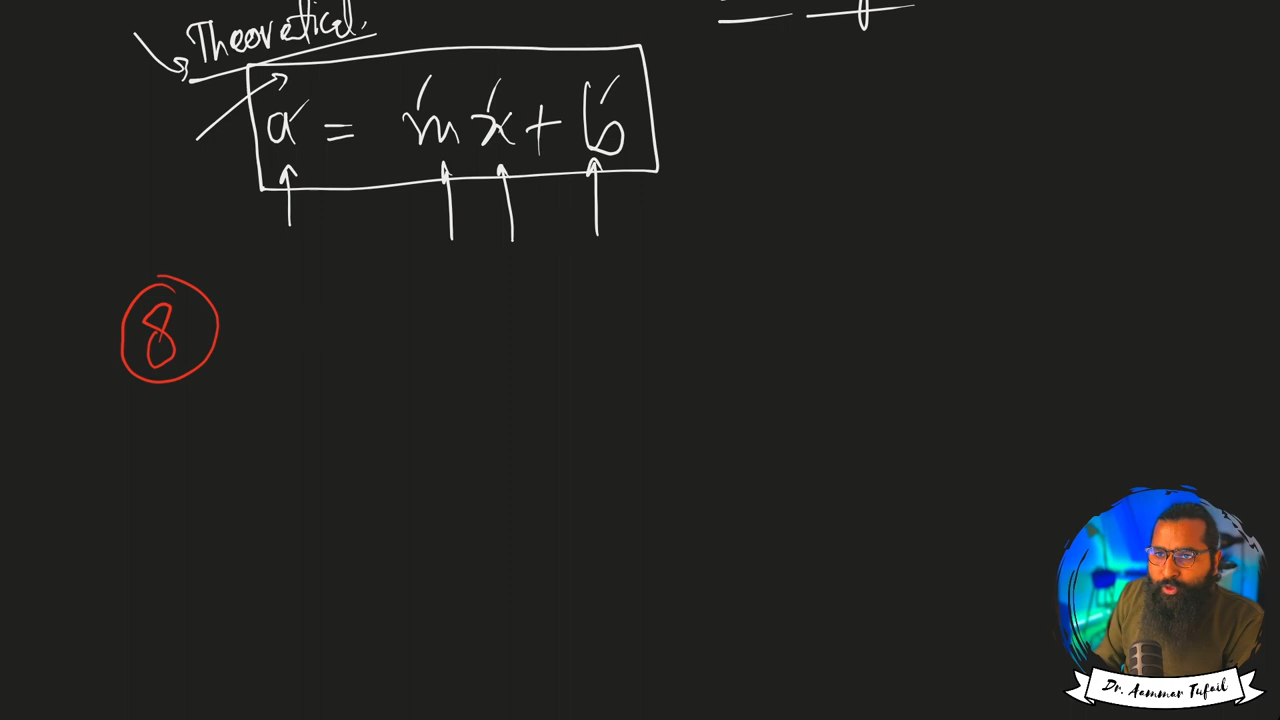 Theoretical.
a = mx + b
8
Dr. Aammar Tufail